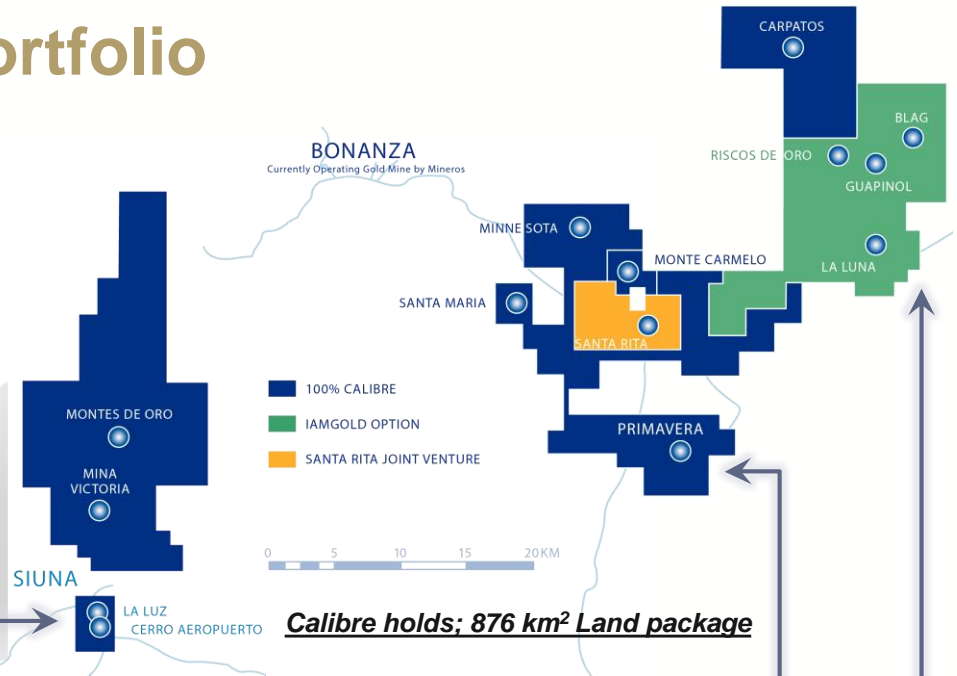 ortfolio
CARPATOS
BLAG
BONANZA
Currently Operating Gold Mine by Mineros
RISCOS DE ORO
GUAPINOL
MINNE SOTA
MONTE CARMELO
LA LUNA
SANTA MARIA
SANTA RITA
100% CALIBRE
MONTES DE ORO
IAMGOLD OPTION
PRIMAVERA
SANTA RITA JOINT VENTURE
MINA
VICTORIA
0 5 10 15 20KM
SIUNA
LA LUZ
CERRO AEROPUERTO
Calibre holds; 876 km² Land package